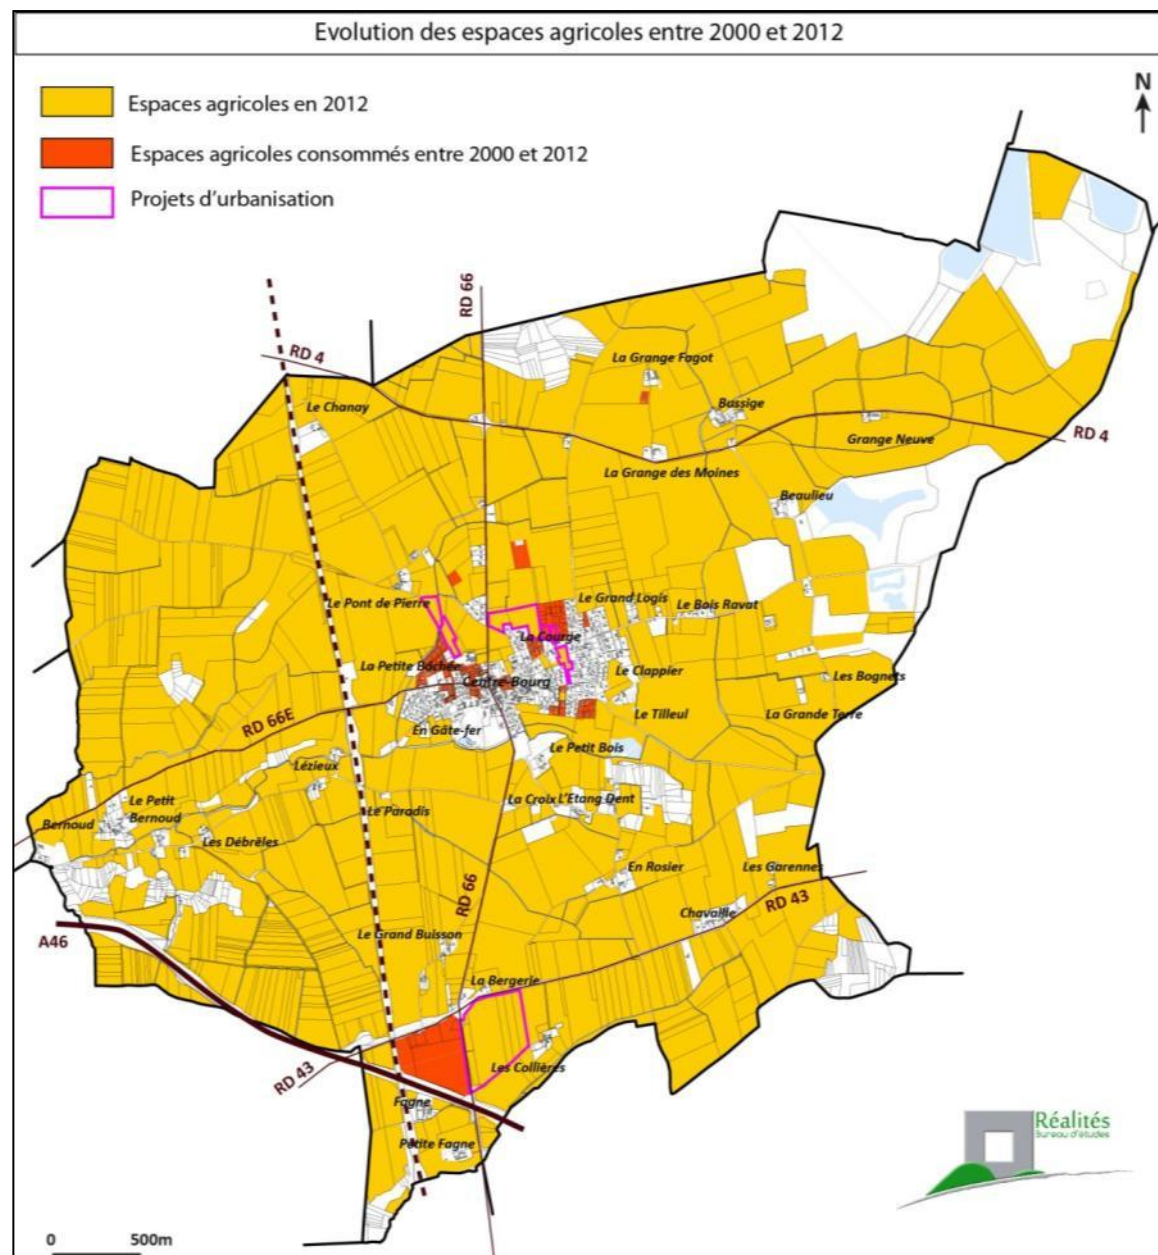 Evolution des espaces agricoles entre 2000 et 2012
N
Espaces agricoles en 2012
Espaces agricoles consommés entre 2000 et 2012
Projets d'urbanisation
RD 66
RD 4
La Grange Fagot
Le Chanay
Bussige
Grange Neuve
RD 4
La Grange des Moines
Beaulieu
Le Pont de Pierre
Le Grand Logis
Le Bois Ravat
La Courge
La Petite Bachée
Le Clappier
Centre-Bourg
Les Bognets
Le Tilleul
La Grande Terre
RD 66E
En Gâte-fer
Le Petit Bois
Lézieux
Le Petit
Bernoud
Bernoud
Le Paradis
La Croix
L'Etang Dent
Les Débrêles
En Rosier
Les Garennes
RD 66
RD 43
Chavaille
A46
Le Grand Buisson
La Bergerie
RD 43
Les Collières
Fagne
Petite Fagne
Réalités
Bureau d'études
0 500m